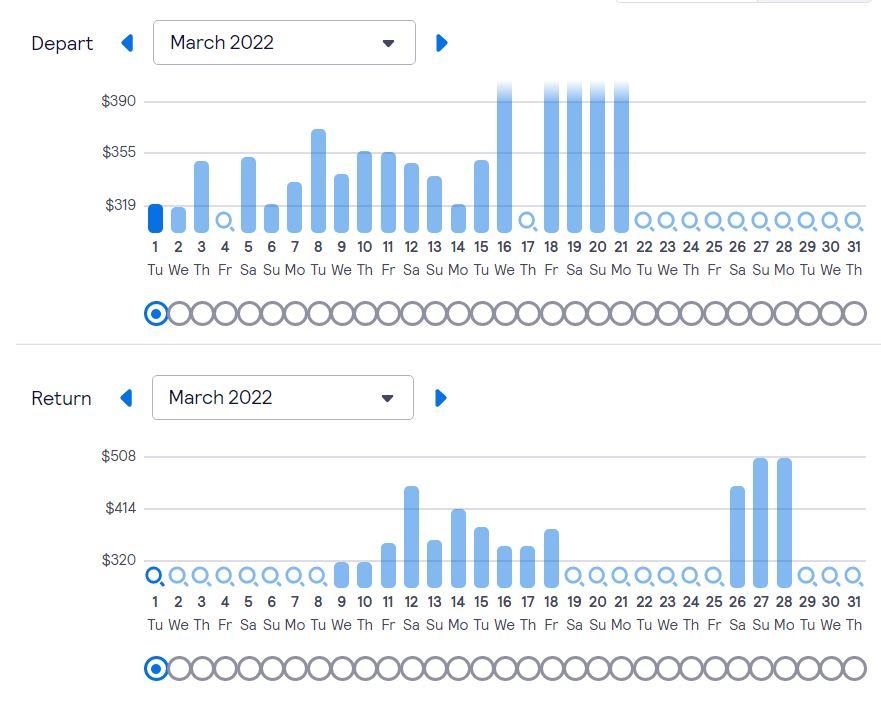 Depart March 2022
$390
$355
$319
1 2 3 4 5 6 7 8 9 10 11 12 13 14 15 16 17 18 19 20 21 22 23 24 25 26 27 28 29 30 31
Tu We Th Fr Sa Su Mo Tu We Th Fr Sa Su Mo Tu We Th Fr Sa Su Mo Tu We Th Fr Sa Su Mo Tu We Th
Return March 2022
$508
$414
$320
1 2 3 4 5 6 7 8 9 10 11 12 13 14 15 16 17 18 19 20 21 22 23 24 25 26 27 28 29 30 31
Tu We Th Fr Sa Su Mo Tu We Th Fr Sa Su Mo Tu We Th Fr Sa Su Mo Tu We Th Fr Sa Su Mo Tu We Th